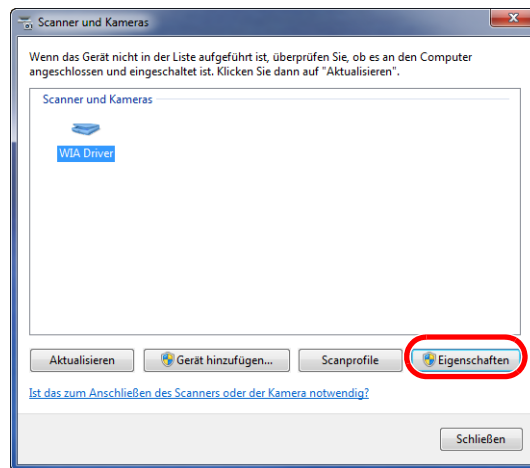 Scanner und Kameras
Wenn das Gerät nicht in der Liste aufgeführt ist, überprüfen Sie, ob es an den Computer
angeschlossen und eingeschaltet ist. Klicken Sie dann auf "Aktualisieren".
Scanner und Kameras
WIA Driver
Aktualisieren
Gerät hinzufügen...
Scanprofile
Eigenschaften
Ist das zum Anschließen des Scanners oder der Kamera notwendig?
Schließen